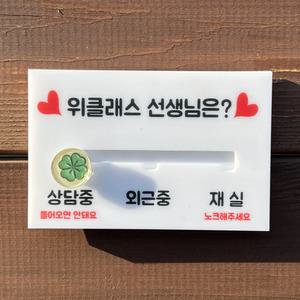 위클래스 선생님은?
상담중 외근중 재 실
들어오면 안돼요 노크해주세요